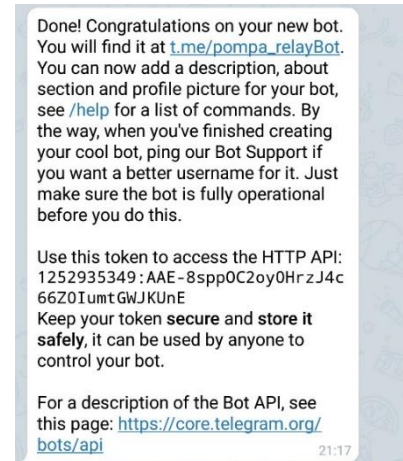 Done! Congratulations on your new bot.
You will find it at t.me/pompa_relayBot.
You can now add a description, about
section and profile picture for your bot,
see /help for a list of commands. By
the way, when you've finished creating
your cool bot, ping our Bot Support if
you want a better username for it. Just
make sure the bot is fully operational
before you do this.
Use this token to access the HTTP API:
1252935349:AAE-8spp0C2oy0HrzJ4c
66Z0IumtGWJKUnE
Keep your token secure and store it
safely, it can be used by anyone to
control your bot.
For a description of the Bot API, see
this page: https://core.telegram.org/
bots/api
21:17